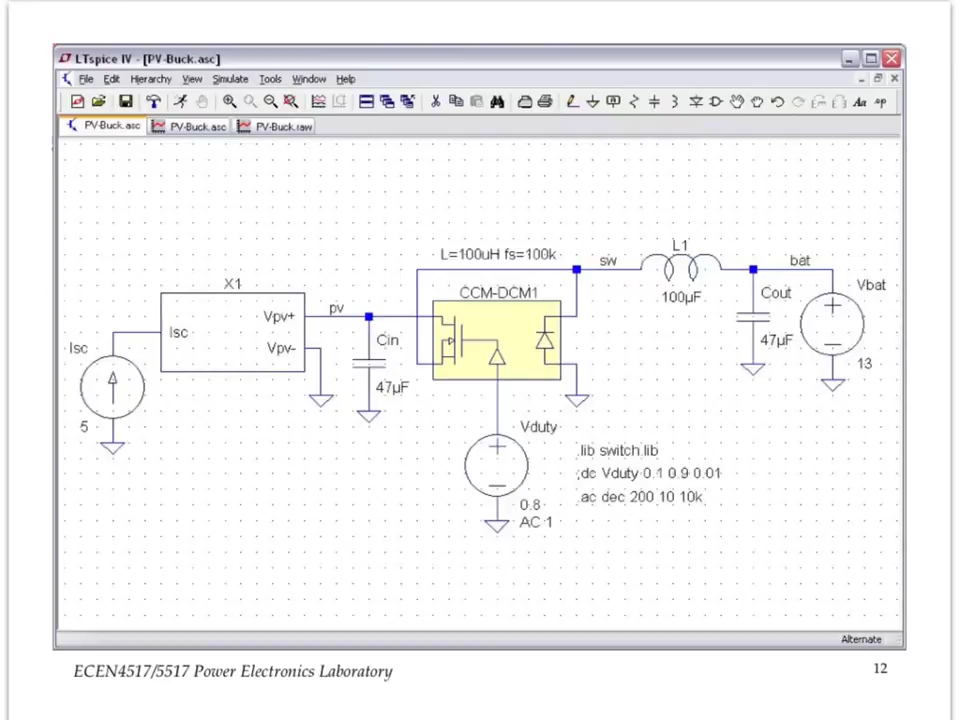 LTspice IV - [PV-Buck.asc]
File Edit Hierarchy View Simulate Tools Window Help
Aa
PV-Buck.asc PV-Buck.asc PV-Buck.raw
L1
L=100uH fs=100k sw bat
100µF
X1 CCM-DCM1 Cout Vbat
pv Vpv+
Isc Cin 47µF
Isc Vpv- 13
47µF
5 Vduty
.lib switch.lib
;dc Vduty 0.1 0.9 0.01
.ac dec 200 10 10k
0.8
AC 1
Alternate
ECEN4517/5517 Power Electronics Laboratory
12